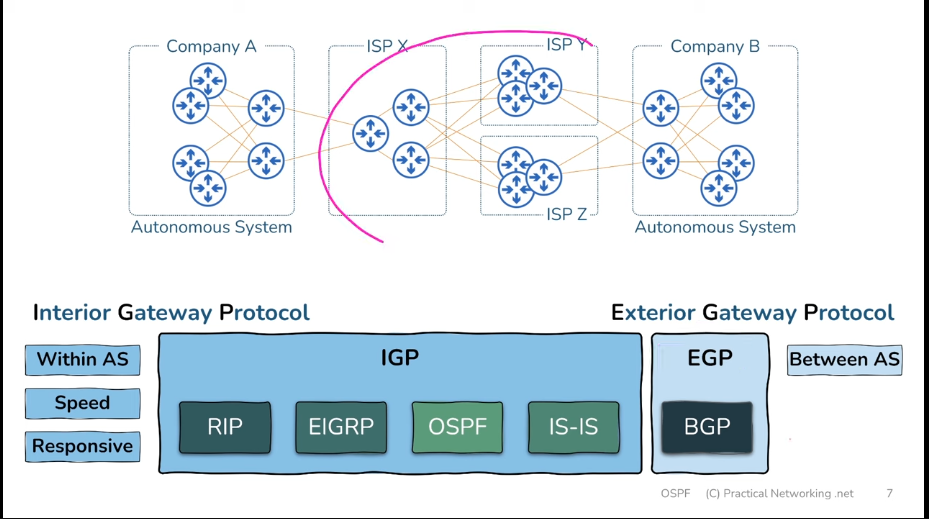 Company A
ISP X
ISP Y
Company B
Autonomous System
ISP Z
Autonomous System
Interior Gateway Protocol
Exterior Gateway Protocol
Within AS
Speed
Responsive
IGP
RIP
EIGRP
OSPF
IS-IS
EGP
BGP
Between AS
OSPF (C) Practical Networking .net 7